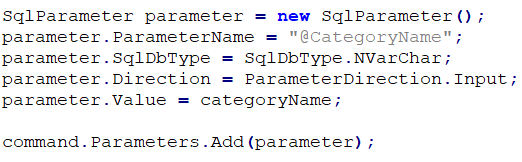 SqlParameter parameter = new SqlParameter();
parameter.ParameterName = "@CategoryName";
parameter.SqlDbType = SqlDbType.NVarChar;
parameter.Direction = ParameterDirection.Input;
parameter.Value = categoryName;
command.Parameters.Add(parameter);